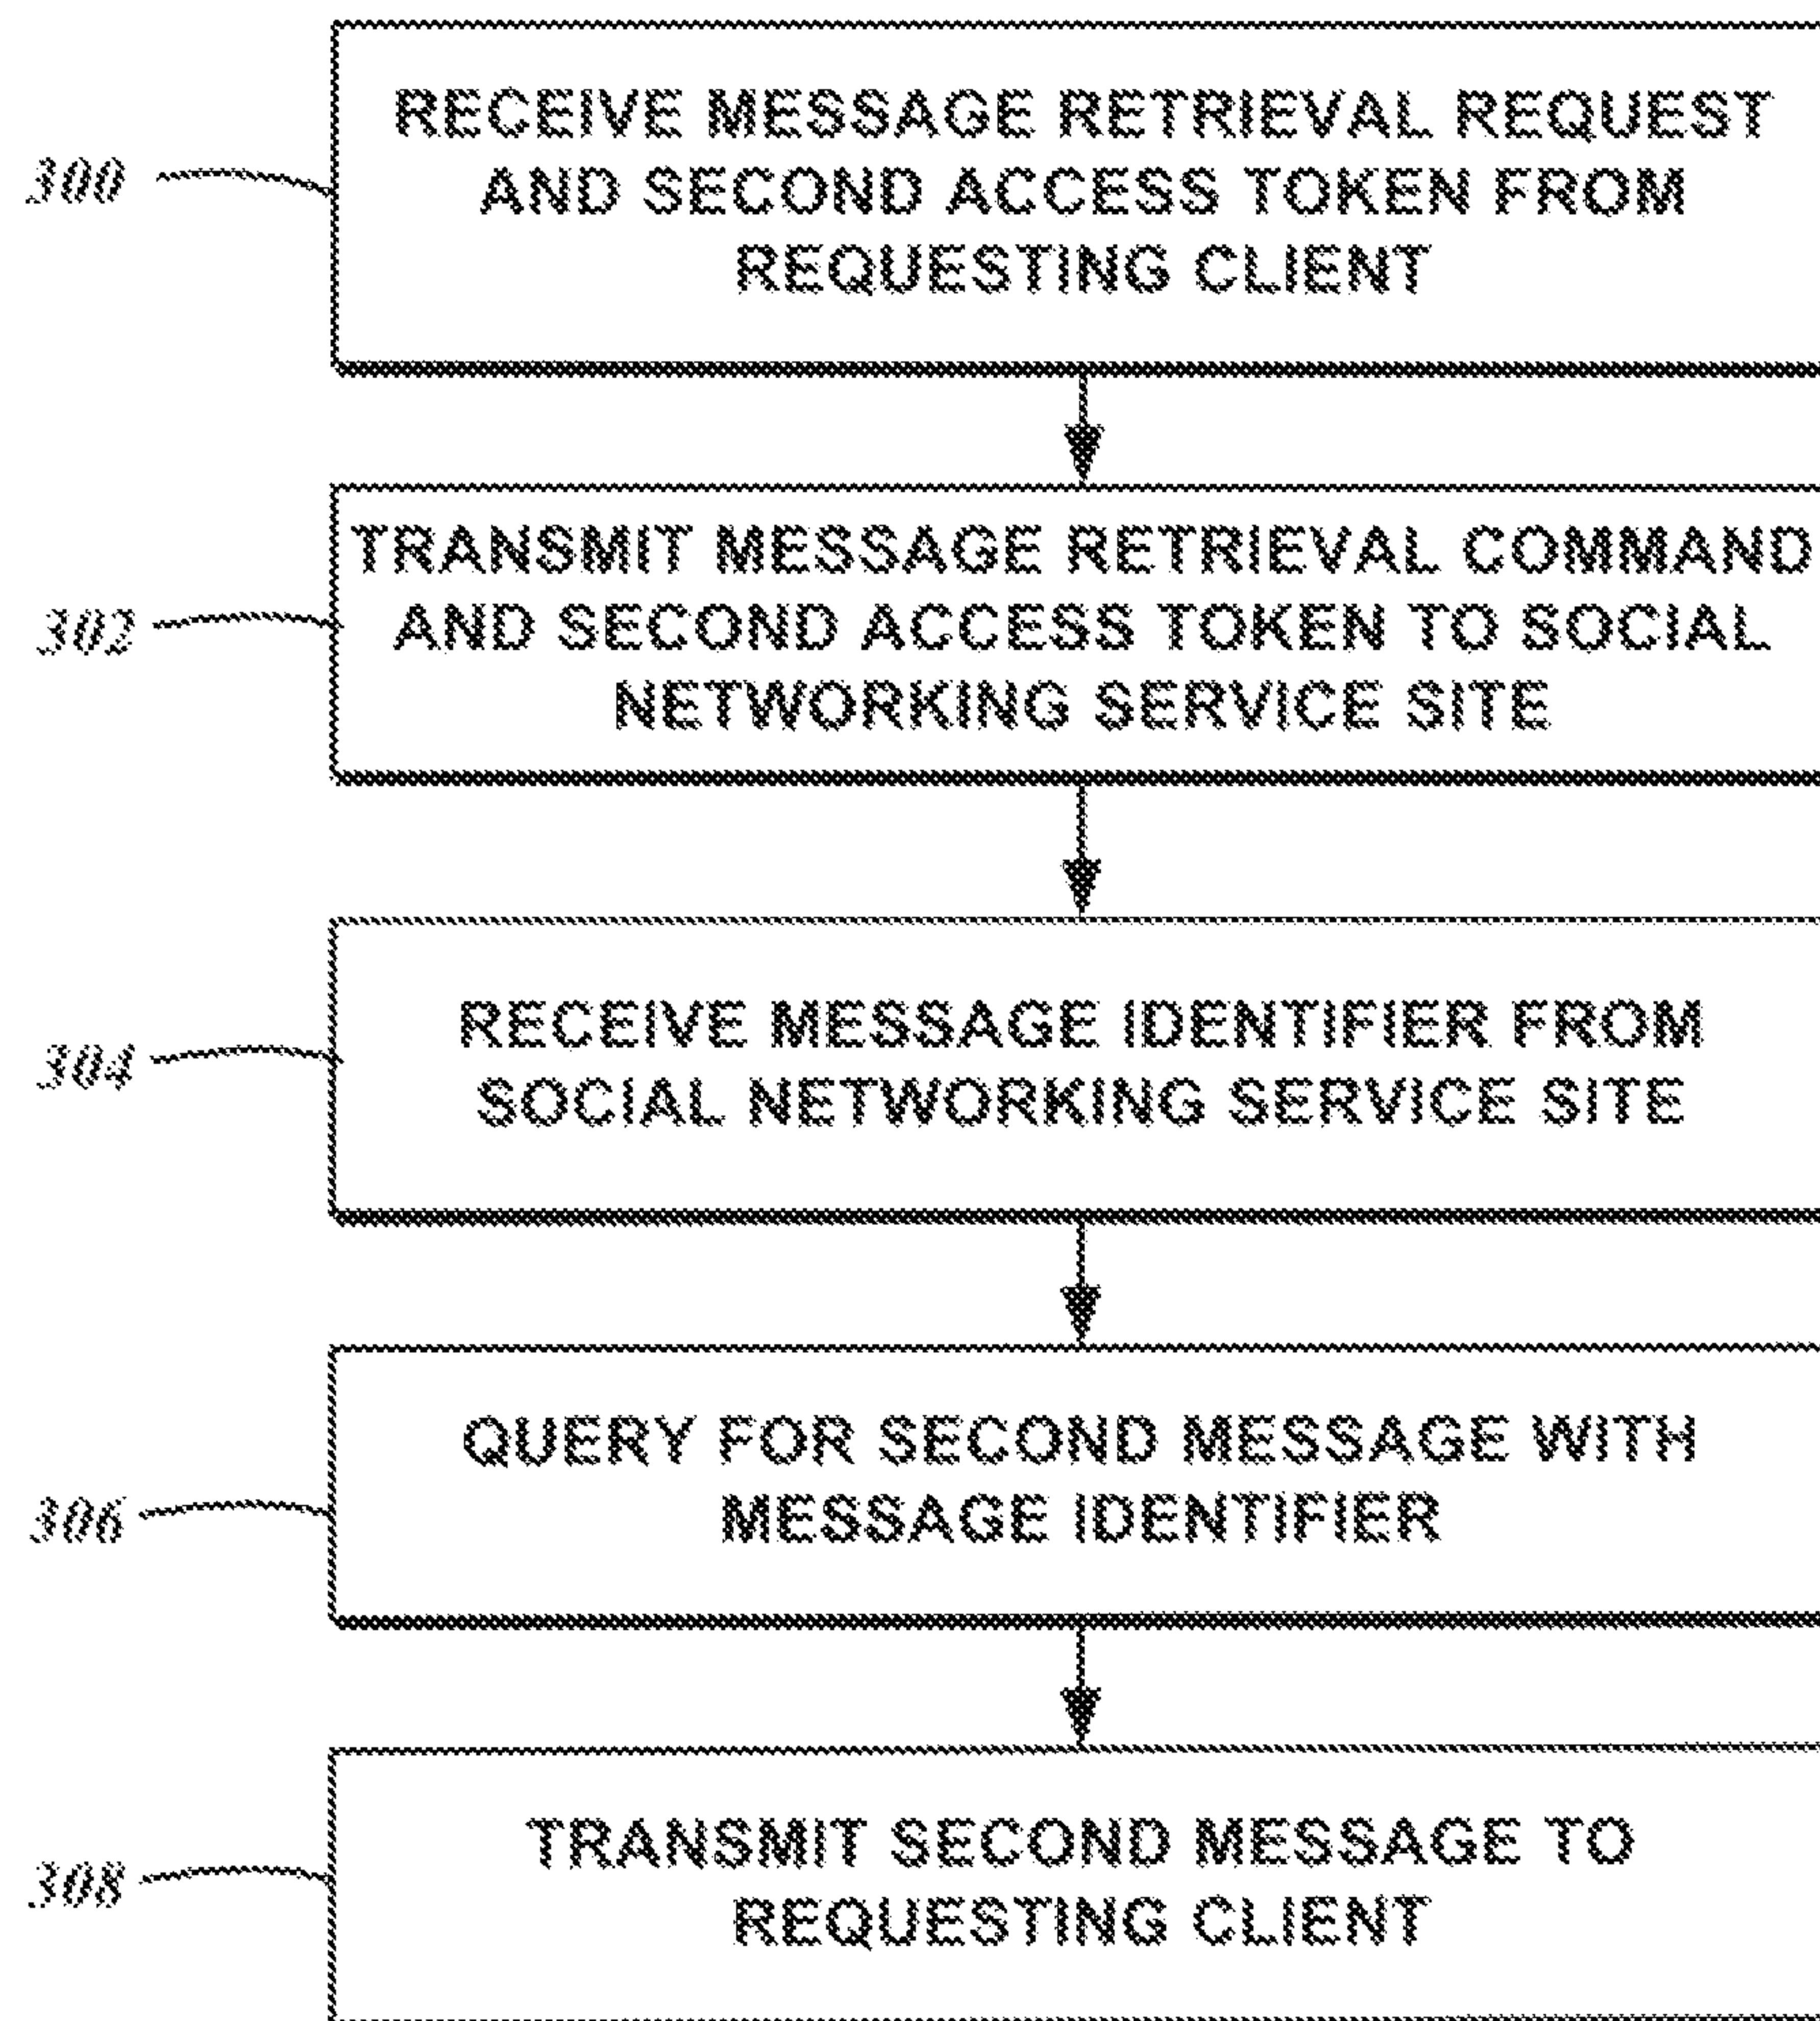 300
RECEIVE MESSAGE RETRIEVAL REQUEST
AND SECOND ACCESS TOKEN FROM
REQUESTING CLIENT
302
TRANSMIT MESSAGE RETRIEVAL COMMAND
AND SECOND ACCESS TOKEN TO SOCIAL
NETWORKING SERVICE SITE
304
RECEIVE MESSAGE IDENTIFIER FROM
SOCIAL NETWORKING SERVICE SITE
306
QUERY FOR SECOND MESSAGE WITH
MESSAGE IDENTIFIER
308
TRANSMIT SECOND MESSAGE TO
REQUESTING CLIENT